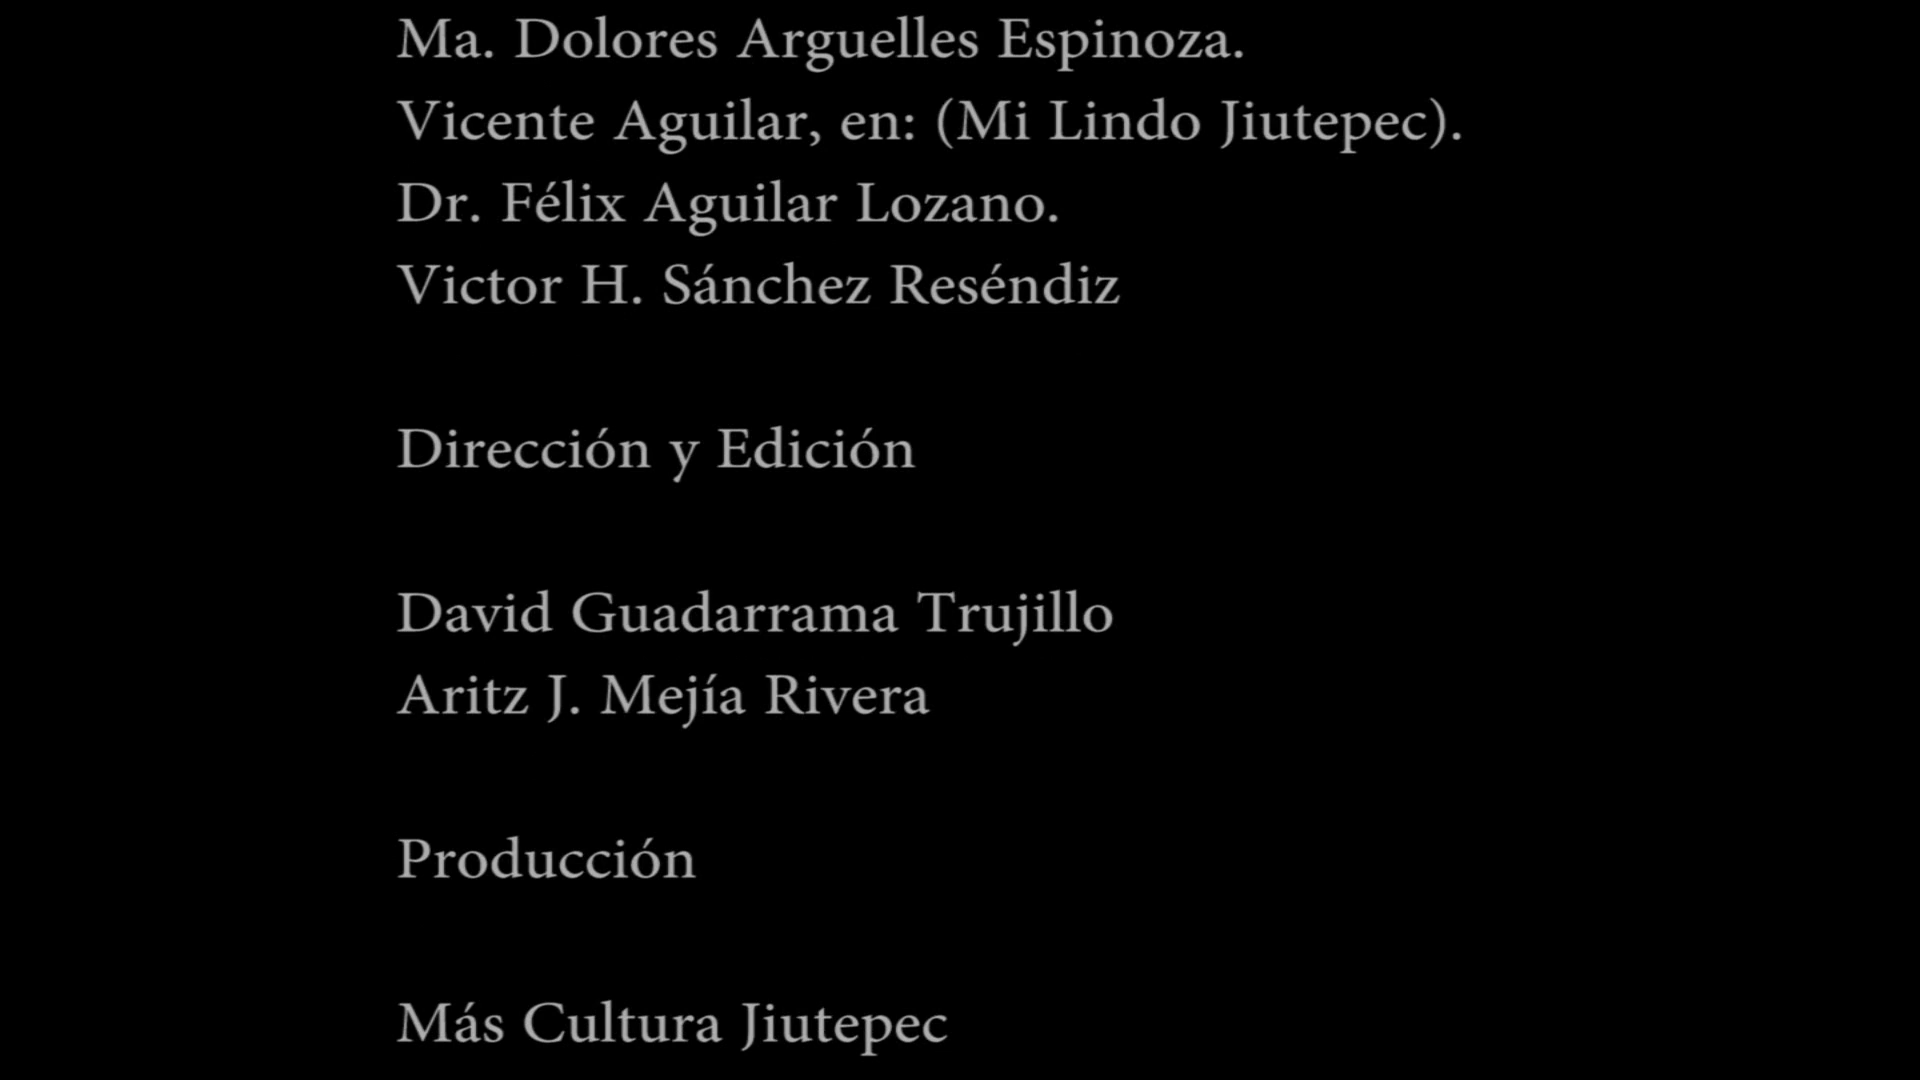 Ma. Dolores Arguelles Espinoza.
Vicente Aguilar, en: (Mi Lindo Jiutepec).
Dr. Félix Aguilar Lozano.
Victor H. Sánchez Reséndiz
Dirección y Edición
David Guadarrama Trujillo
Aritz J. Mejía Rivera
Producción
Más Cultura Jiutepec